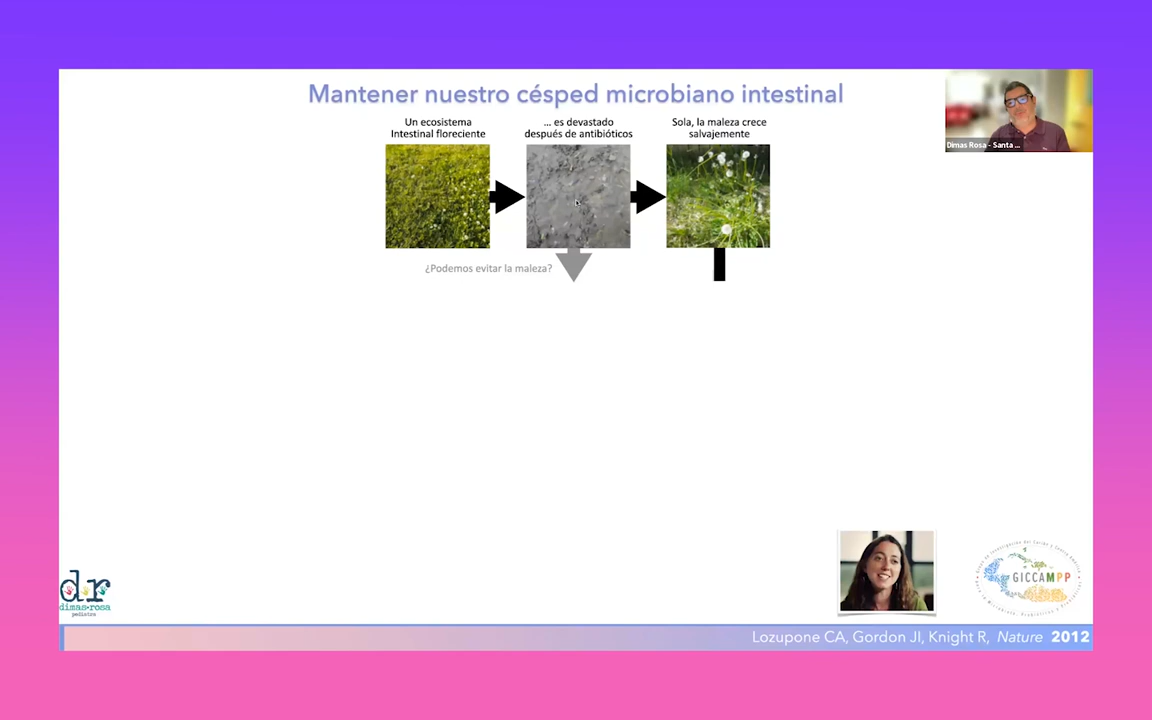 Mantener nuestro césped microbiano intestinal
Un ecosistema
Intestinal floreciente
... es devastado
después de antibióticos
Sola, la maleza crece
salvajemente
Dimas Rosa - Santa ...
¿Podemos evitar la maleza?
dr
dimas•rosa
pediatra
GICCAMPP
Lozupone CA, Gordon JI, Knight R, Nature 2012